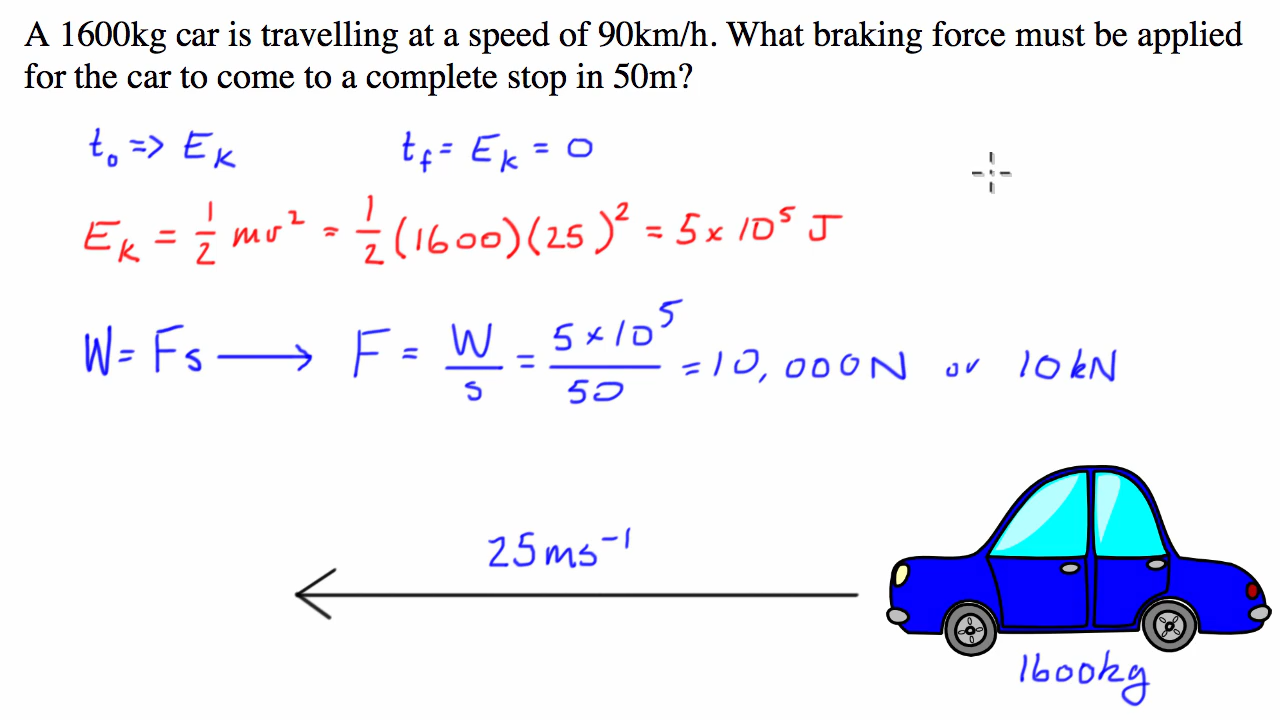 A 1600kg car is travelling at a speed of 90km/h. What braking force must be applied
for the car to come to a complete stop in 50m?
t₀ => Eₖ t_f = Eₖ = 0
Eₖ = 1/2 mv² = 1/2 (1600)(25)² = 5 x 10⁵ J
W = Fs ⟶ F = W/s = 5 x 10⁵/50 = 10,000N or 10kN
25ms⁻¹
1600kg